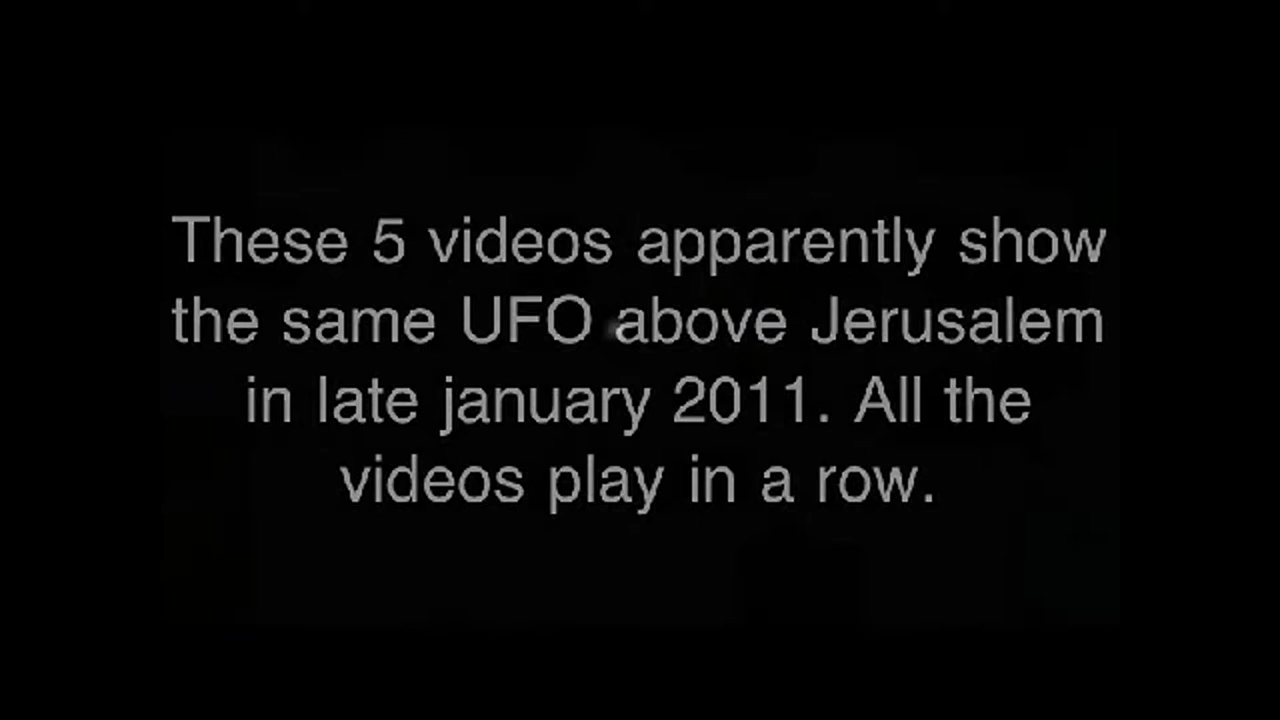 These 5 videos apparently show
the same UFO above Jerusalem
in late january 2011. All the
videos play in a row.